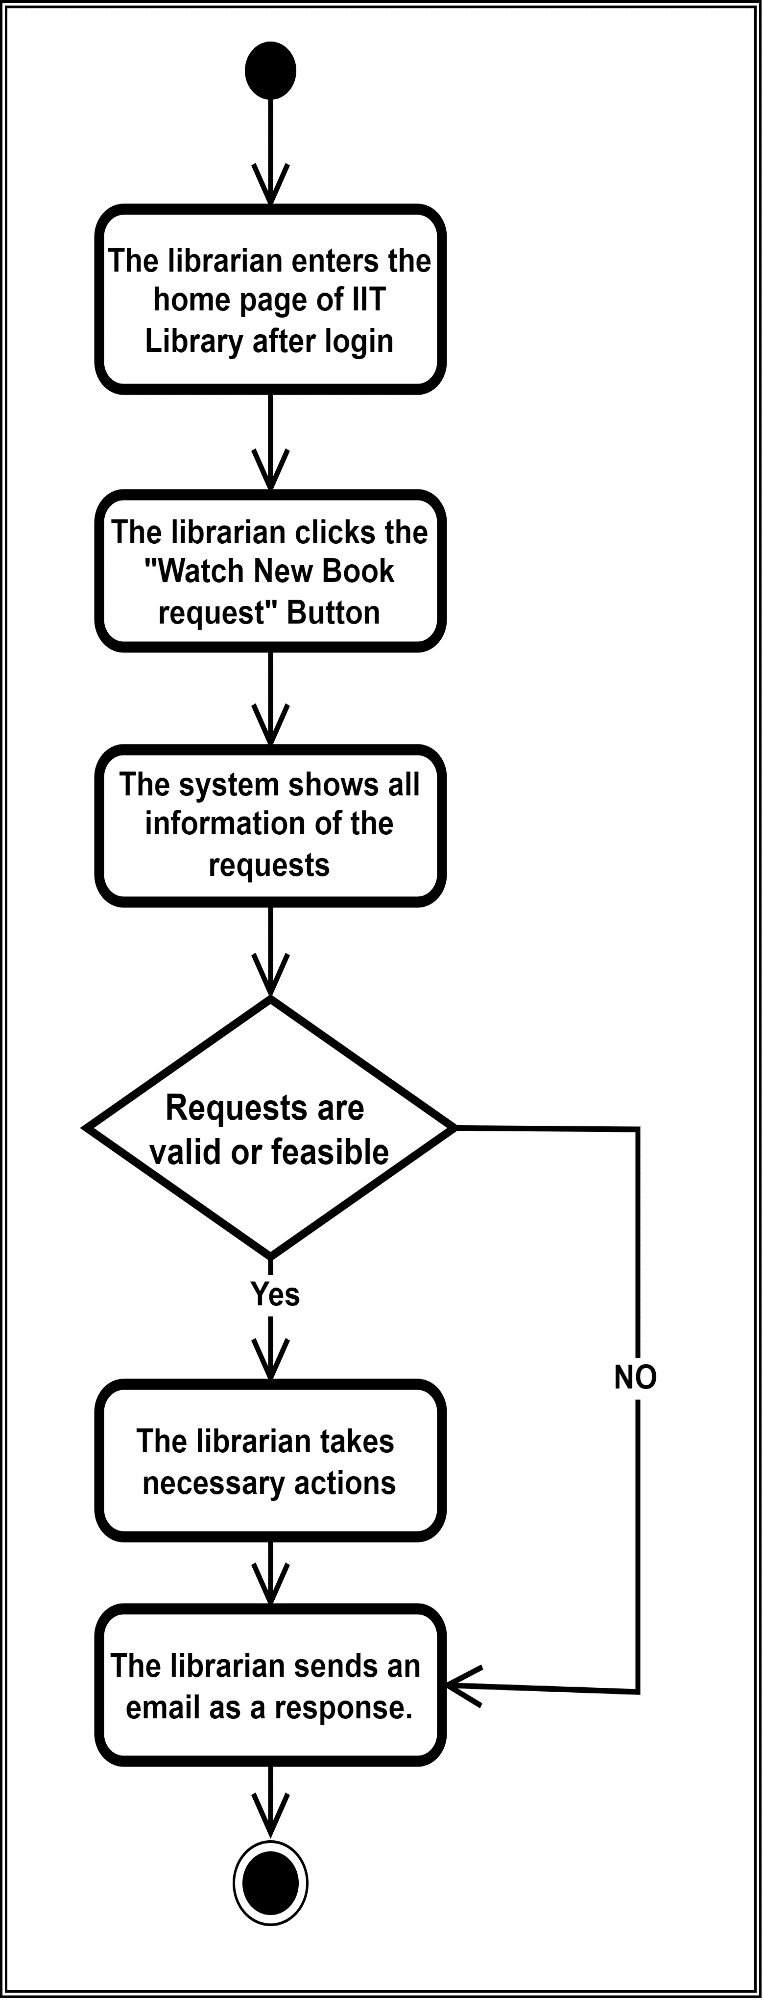 The librarian enters the
home page of IIT
Library after login
The librarian clicks the
"Watch New Book
request" Button
The system shows all
information of the
requests
Requests are
valid or feasible
Yes
NO
The librarian takes
necessary actions
The librarian sends an
email as a response.